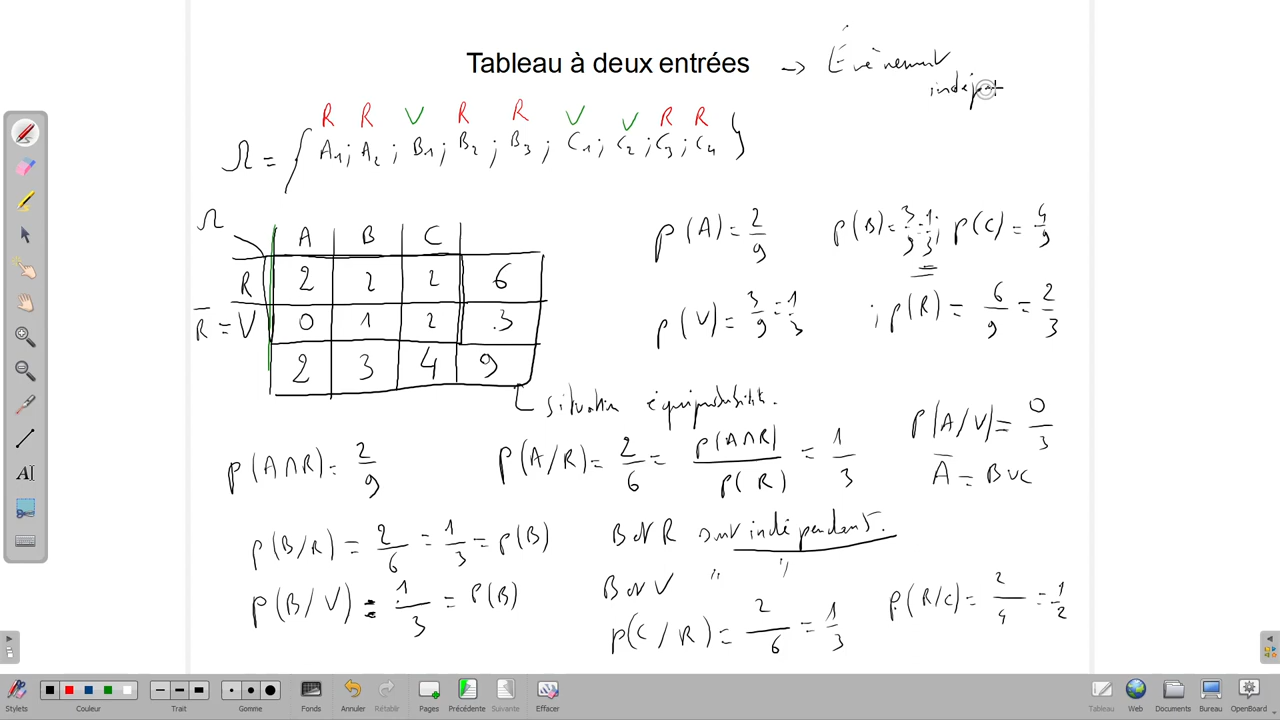 Tableau à deux entrées → Évènement
indépen
R R V R R V V R R
Ω = { A1; A2; B1; B2; B3; C1; C2; C3; C4 }
Ω
A B C
R 2 2 2 6
R̅ = V 0 1 2 .3
2 3 4 9
p(A) = 2/9 p(B) = 3/9 = 1/3; p(C) = 4/9
p(V) = 3/9 = 1/3 ; p(R) = 6/9 = 2/3
situation équiprobabilité.
p(A∩R) = 2/9 p(A/R) = 2/6 = p(A∩R)/p(R) = 1/3 p(A/V) = 0/3
A̅ = B∪C
p(B/R) = 2/6 = 1/3 = p(B) B et R sont indépendants.
p(B/V) = 1/3 = p(B) B et V " "
p(C/R) = 2/6 = 1/3 p(R/C) = 2/4 = 1/2
Stylets Couleur Trait Gomme Fonds Annuler Rétablir Pages Précédente Suivante Effacer Tableau Web Documents Bureau OpenBoard